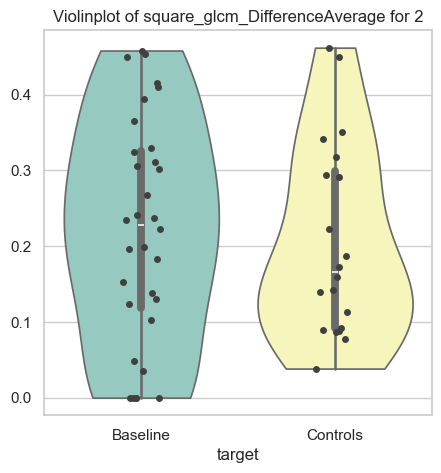 Violinplot of square_glcm_DifferenceAverage for 2
0.4
0.3
0.2
0.1
0.0
Baseline Controls
target